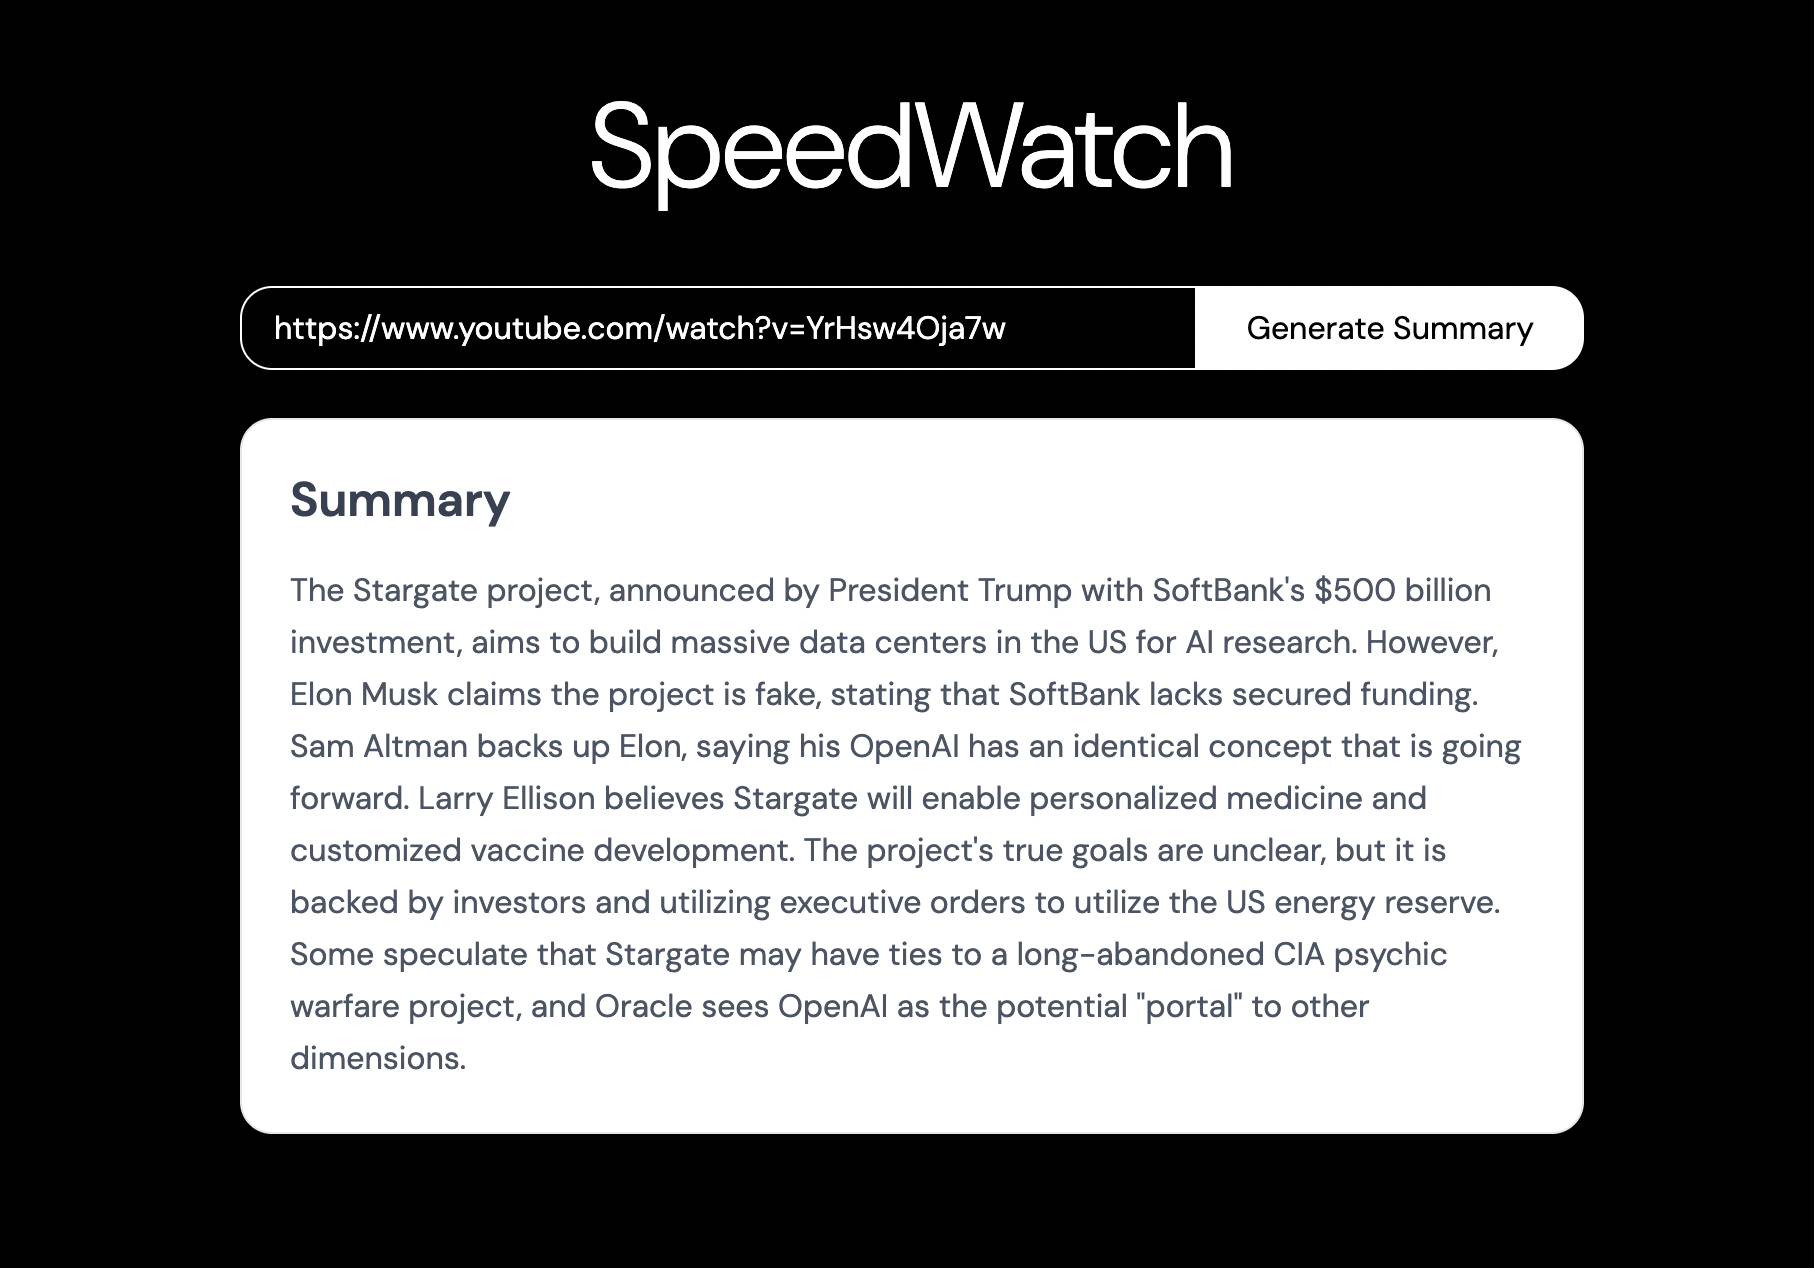 SpeedWatch
https://www.youtube.com/watch?v=YrHsw4Oja7w
Generate Summary
Summary
The Stargate project, announced by President Trump with SoftBank's $500 billion
investment, aims to build massive data centers in the US for AI research. However,
Elon Musk claims the project is fake, stating that SoftBank lacks secured funding.
Sam Altman backs up Elon, saying his OpenAI has an identical concept that is going
forward. Larry Ellison believes Stargate will enable personalized medicine and
customized vaccine development. The project's true goals are unclear, but it is
backed by investors and utilizing executive orders to utilize the US energy reserve.
Some speculate that Stargate may have ties to a long-abandoned CIA psychic
warfare project, and Oracle sees OpenAI as the potential "portal" to other
dimensions.